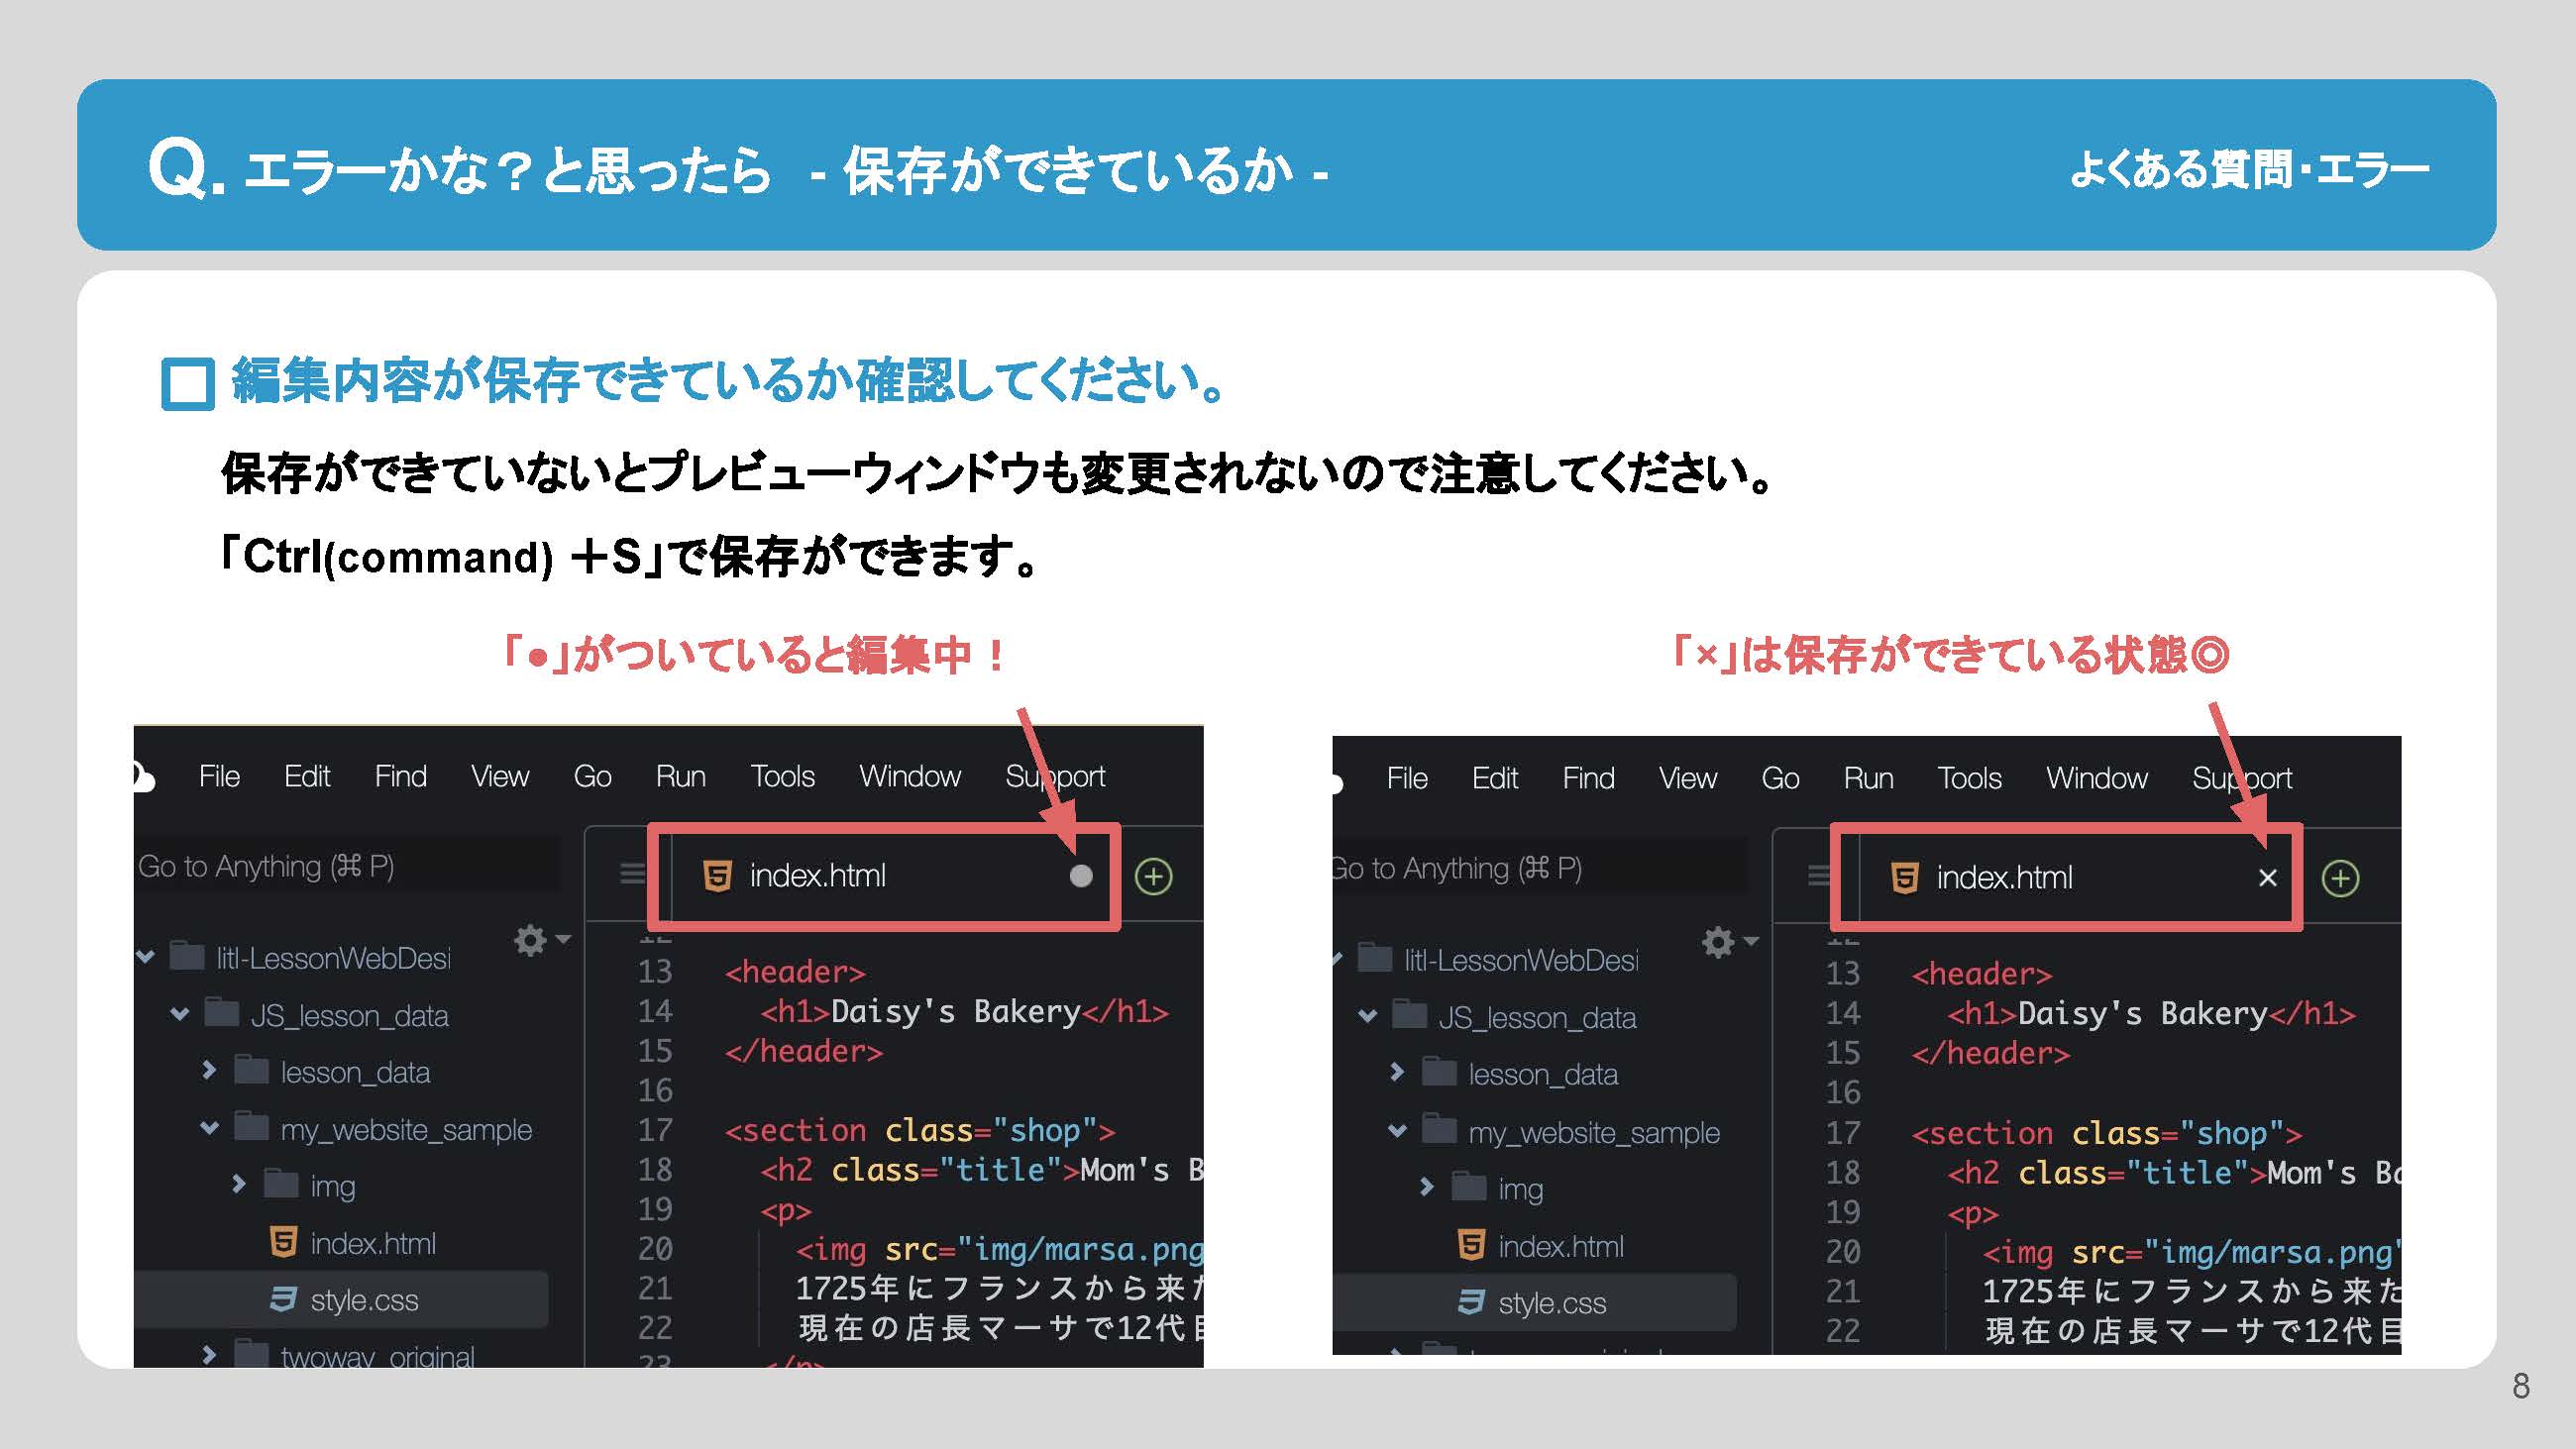 Q. エラーかな？と思ったら - 保存ができているか -
よくある質問・エラー
編集内容が保存できているか確認してください。
保存ができていないとプレビューウィンドウも変更されないので注意してください。
「Ctrl(command) ＋S」で保存ができます。
「●」がついていると編集中！
File Edit Find View Go Run Tools Window Support
Go to Anything (⌘ P)
index.html
litl-LessonWebDesi
JS_lesson_data
lesson_data
my_website_sample
img
index.html
style.css
twoway_original
12
13 <header>
14 <h1>Daisy's Bakery</h1>
15 </header>
16
17 <section class="shop">
18 <h2 class="title">Mom's B
19 <p>
20 <img src="img/marsa.png
21 1725年にフランスから来た
22 現在の店長マーサで12代目
23 </p>
「×」は保存ができている状態◎
File Edit Find View Go Run Tools Window Support
Go to Anything (⌘ P)
index.html ×
litl-LessonWebDesi
JS_lesson_data
lesson_data
my_website_sample
img
index.html
style.css
12
13 <header>
14 <h1>Daisy's Bakery</h1>
15 </header>
16
17 <section class="shop">
18 <h2 class="title">Mom's Ba
19 <p>
20 <img src="img/marsa.png"
21 1725年にフランスから来た
22 現在の店長マーサで12代目
8